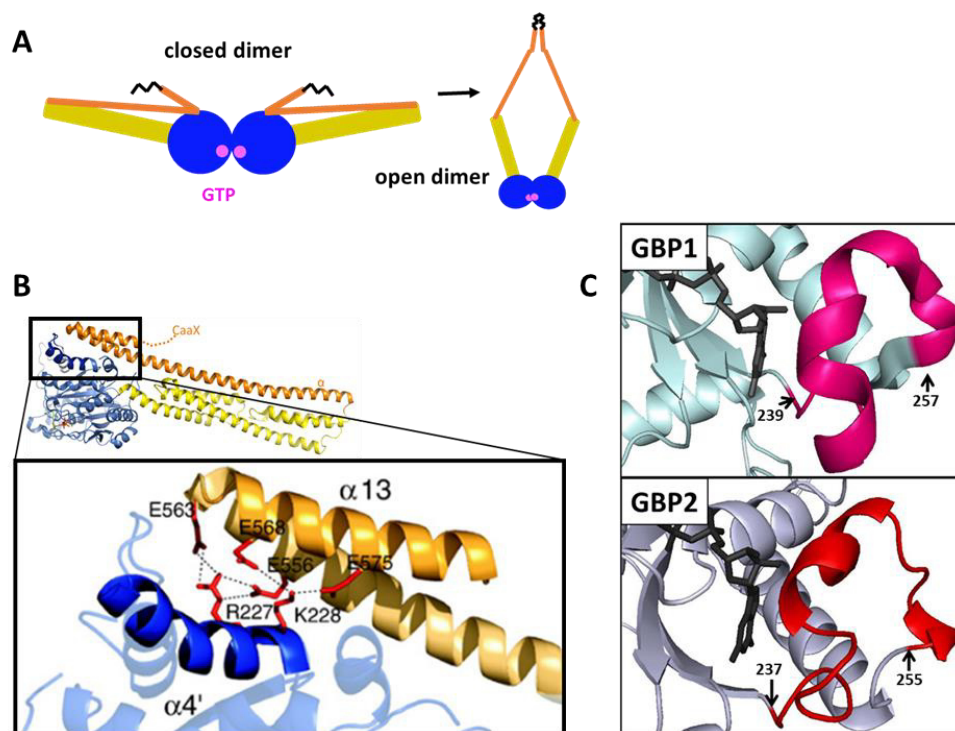 A
closed dimer
GTP
open dimer
B
CaaX
α
E563
α13
E568
E556
E575
R227
K228
α4'
C
GBP1
239
257
GBP2
237
255